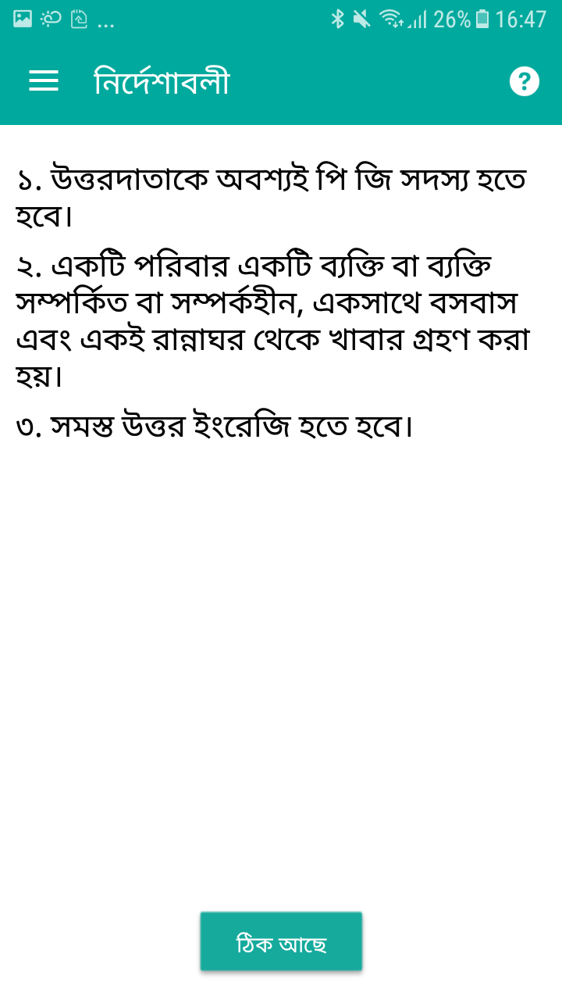 ... 26% 16:47
নির্দেশাবলী
১. উত্তরদাতাকে অবশ্যই পি জি সদস্য হতে
হবে।
২. একটি পরিবার একটি ব্যক্তি বা ব্যক্তি
সম্পর্কিত বা সম্পর্কহীন, একসাথে বসবাস
এবং একই রান্নাঘর থেকে খাবার গ্রহণ করা
হয়।
৩. সমস্ত উত্তর ইংরেজি হতে হবে।
ঠিক আছে